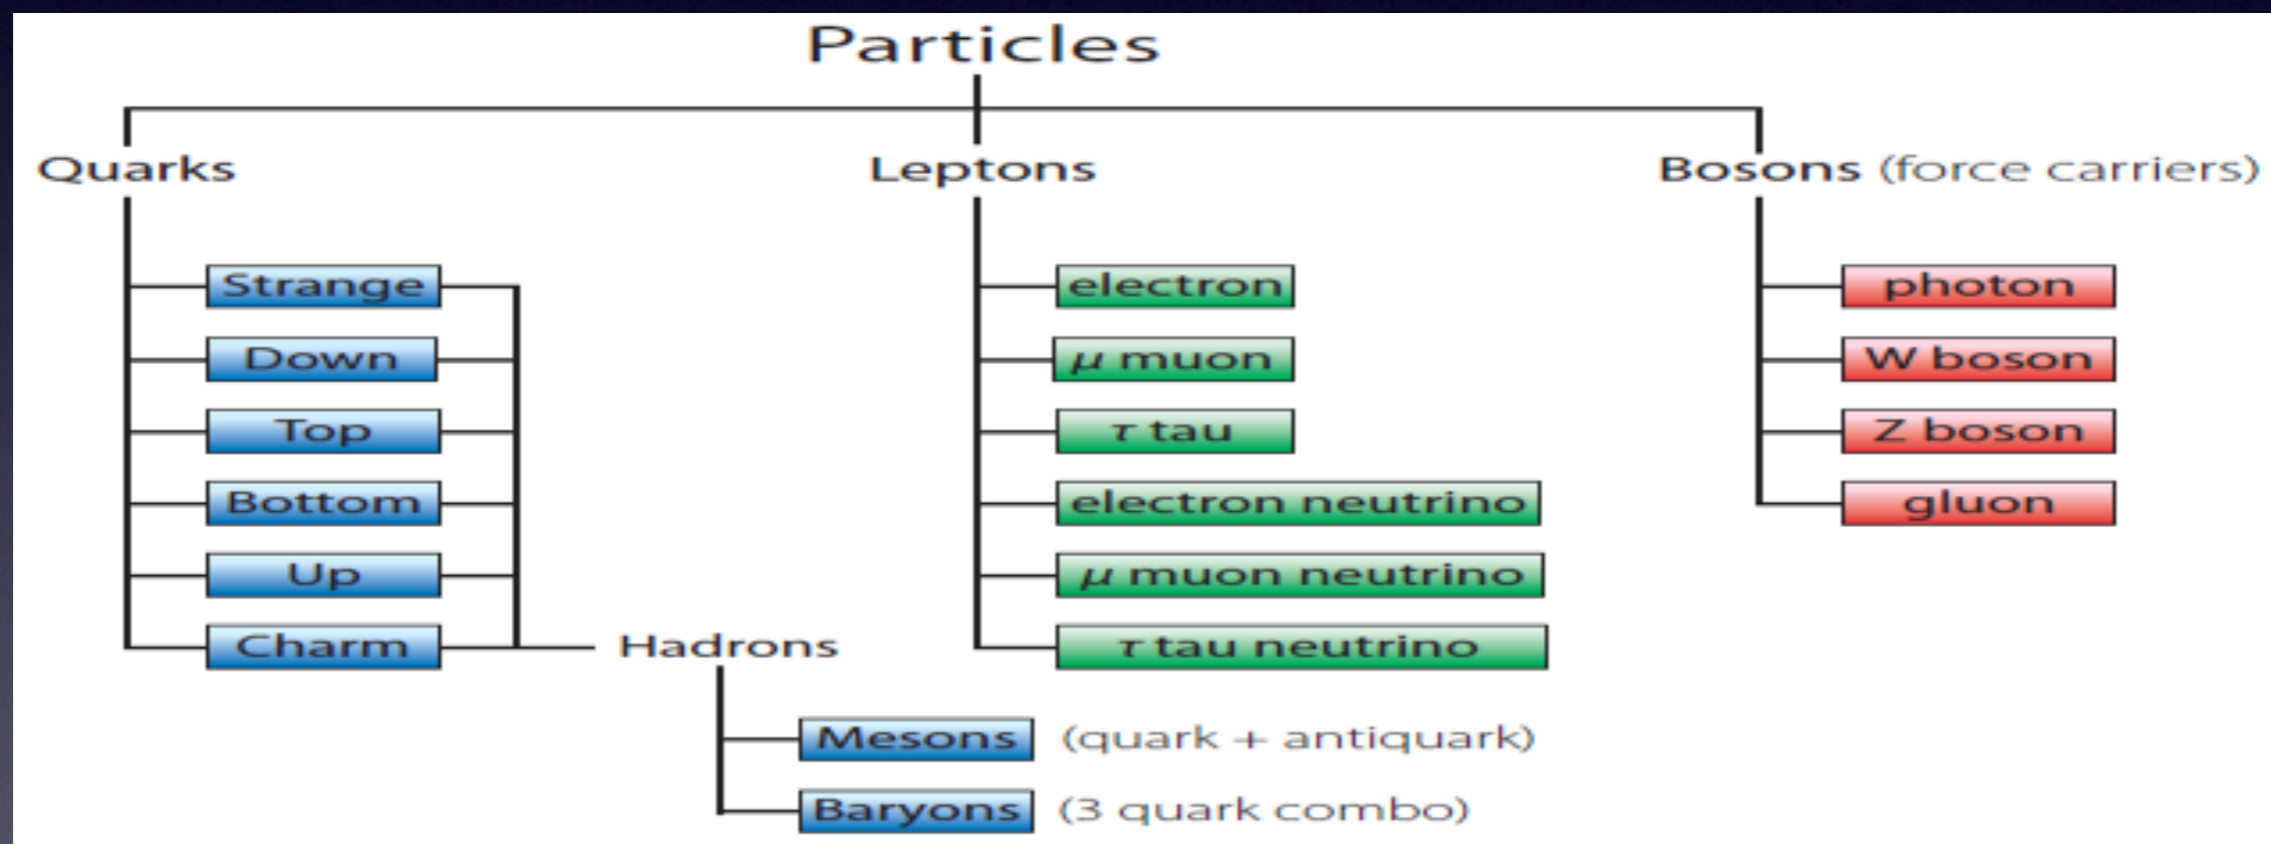 Particles
Quarks
Strange
Down
Top
Bottom
Up
Charm
Hadrons
Mesons (quark + antiquark)
Baryons (3 quark combo)
Leptons
electron
μ muon
τ tau
electron neutrino
μ muon neutrino
τ tau neutrino
Bosons (force carriers)
photon
W boson
Z boson
gluon